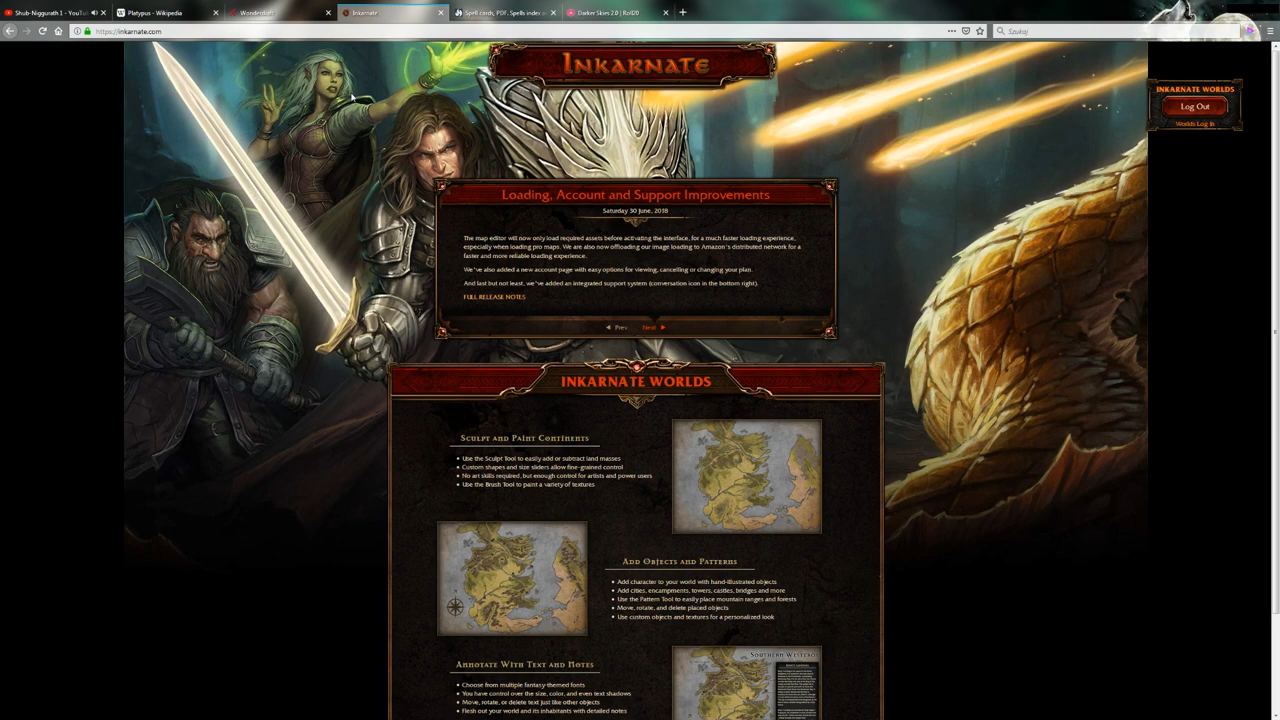 Shub-Niggurath 1 - YouTu
Platypus - Wikipedia
Wonderdraft
Inkarnate
Spell cards, PDF. Spells index
Darker Skies 2.0 | Roll20
https://inkarnate.com
Szukaj
INKARNATE
INKARNATE WORLDS
Log Out
Worlds Log In
Loading, Account and Support Improvements
Saturday 30 June, 2018
The map editor will now only load required assets before activating the interface, for a much faster loading experience,
especially when loading pro maps. We are also now offloading our image loading to Amazon's distributed network for a
faster and more reliable loading experience.
We've also added a new account page with easy options for viewing, cancelling or changing your plan.
And last but not least, we've added an integrated support system (conversation icon in the bottom right).
FULL RELEASE NOTES
Prev Next
INKARNATE WORLDS
Sculpt and Paint Continents
• Use the Sculpt Tool to easily add or subtract land masses
• Custom shapes and size sliders allow fine-grained control
• No art skills required, but enough control for artists and power users
• Use the Brush Tool to paint a variety of textures
Add Objects and Patterns
• Add character to your world with hand-illustrated objects
• Add cities, encampments, towers, castles, bridges and more
• Use the Pattern Tool to easily place mountain ranges and forests
• Move, rotate, and delete placed objects
• Use custom objects and textures for a personalized look
Annotate With Text and Notes
• Choose from multiple fantasy-themed fonts
• You have control over the size, color, and even text shadows
• Move, rotate, or delete text just like other objects
• Flesh out your world and its inhabitants with detailed notes
Southern Westeros